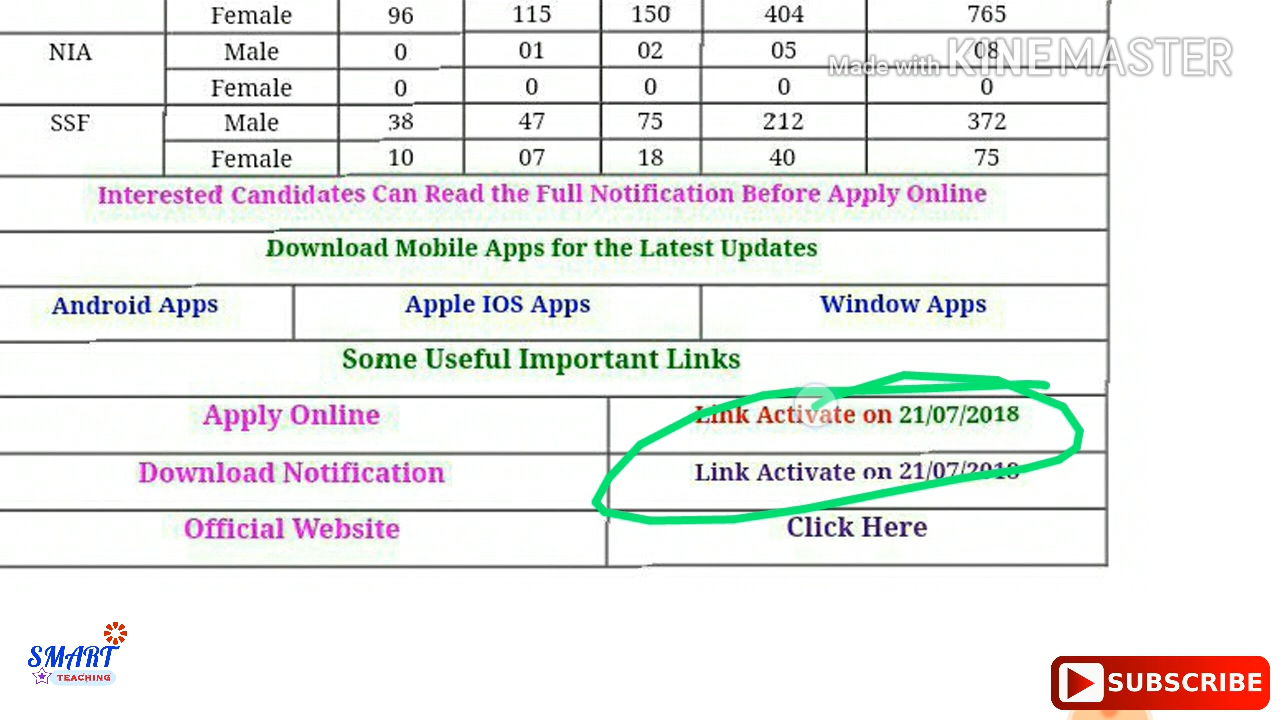 Female 96 115 150 404 765
NIA Male 0 01 02 05 08
Made with KINEMASTER
Female 0 0 0 0 0
SSF Male 38 47 75 212 372
Female 10 07 18 40 75
Interested Candidates Can Read the Full Notification Before Apply Online
Download Mobile Apps for the Latest Updates
Android Apps Apple IOS Apps Window Apps
Some Useful Important Links
Apply Online Link Activate on 21/07/2018
Download Notification Link Activate on 21/07/2018
Official Website Click Here
SMART
TEACHING
SUBSCRIBE